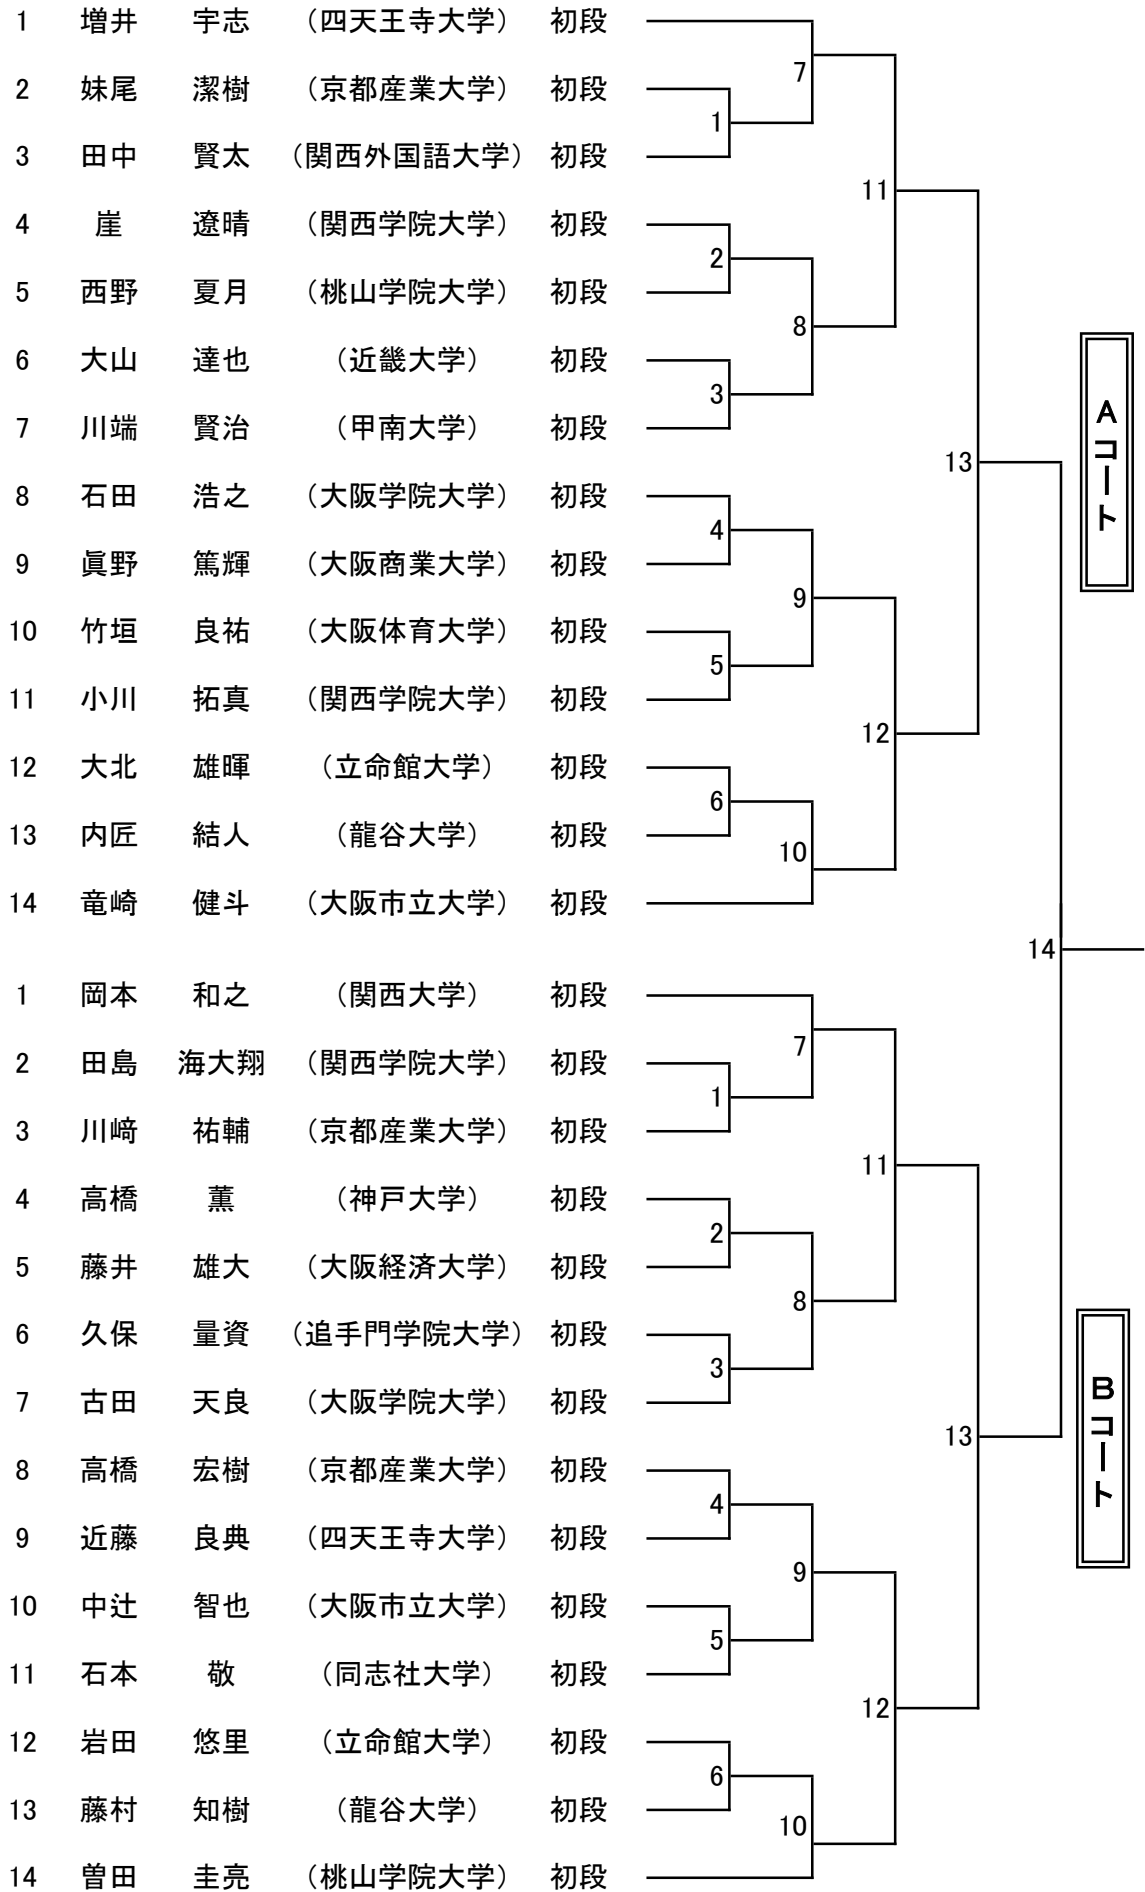 1 増井 宇志 （四天王寺大学） 初段
7
2 妹尾 潔樹 （京都産業大学） 初段
1
3 田中 賢太 （関西外国語大学） 初段
11
4 崖 遼晴 （関西学院大学） 初段
2
5 西野 夏月 （桃山学院大学） 初段
8
6 大山 達也 （近畿大学） 初段
3
7 川端 賢治 （甲南大学） 初段
Aコート
13
8 石田 浩之 （大阪学院大学） 初段
4
9 眞野 篤輝 （大阪商業大学） 初段
9
10 竹垣 良祐 （大阪体育大学） 初段
5
11 小川 拓真 （関西学院大学） 初段
12
12 大北 雄暉 （立命館大学） 初段
6
13 内匠 結人 （龍谷大学） 初段
10
14 竜崎 健斗 （大阪市立大学） 初段
14
1 岡本 和之 （関西大学） 初段
7
2 田島 海大翔 （関西学院大学） 初段
1
3 川﨑 祐輔 （京都産業大学） 初段
11
4 高橋 薫 （神戸大学） 初段
2
5 藤井 雄大 （大阪経済大学） 初段
8
6 久保 量資 （追手門学院大学） 初段
3
7 古田 天良 （大阪学院大学） 初段
Bコート
13
8 高橋 宏樹 （京都産業大学） 初段
4
9 近藤 良典 （四天王寺大学） 初段
9
10 中辻 智也 （大阪市立大学） 初段
5
11 石本 敬 （同志社大学） 初段
12
12 岩田 悠里 （立命館大学） 初段
6
13 藤村 知樹 （龍谷大学） 初段
10
14 曽田 圭亮 （桃山学院大学） 初段